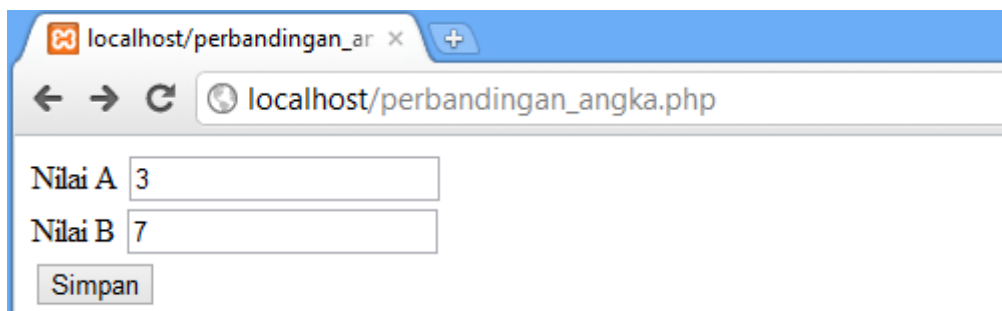 localhost/perbandingan_ar
localhost/perbandingan_angka.php
Nilai A 3
Nilai B 7
Simpan